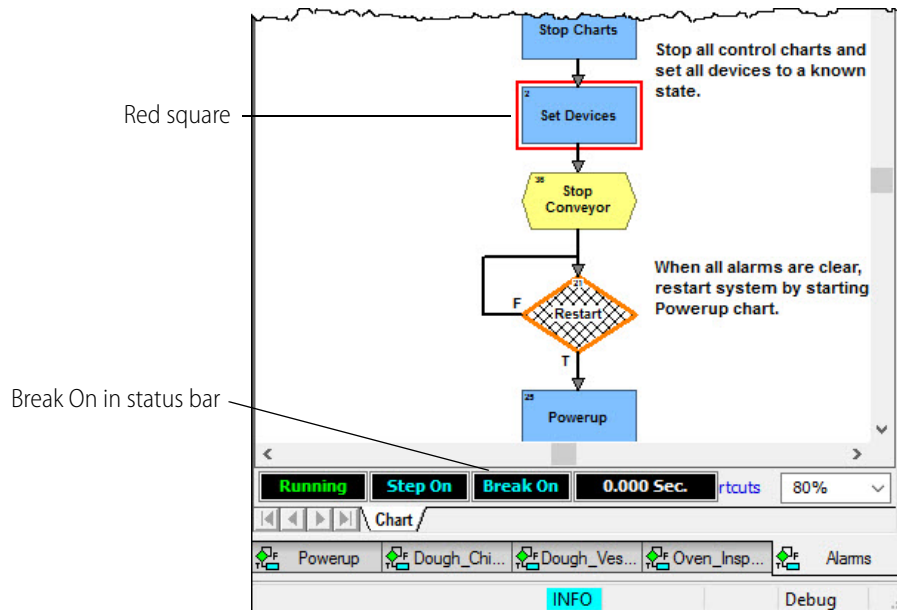 Stop Charts
Stop all control charts and
set all devices to a known
state.
Red square
2
Set Devices
38
Stop
Conveyor
When all alarms are clear,
restart system by starting
Powerup chart.
21
F
Restart
T
Break On in status bar
25
Powerup
Running
Step On
Break On
0.000 Sec.
rtcuts
80%
Chart
Powerup
Dough_Chi...
Dough_Ves...
Oven_Insp...
Alarms
INFO
Debug